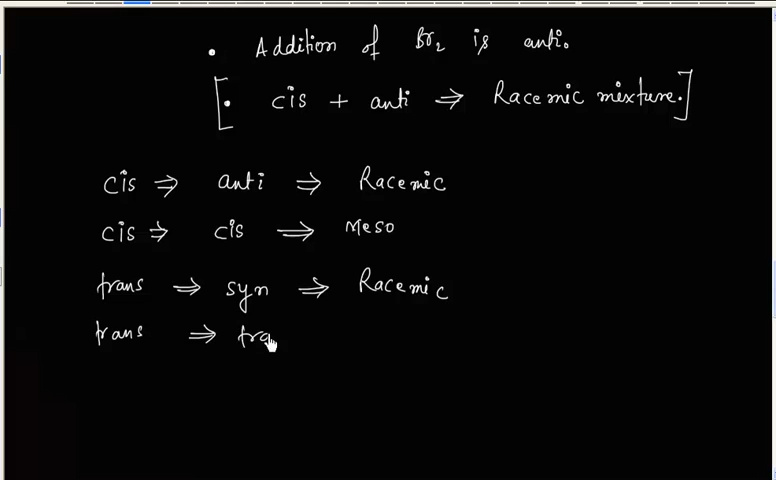 • Addition of Br2 is anti.
[• cis + anti ⇒ Racemic mixture.]
cis ⇒ anti ⇒ Racemic
cis ⇒ cis ⇒ Meso
trans ⇒ syn ⇒ Racemic
trans ⇒ tra